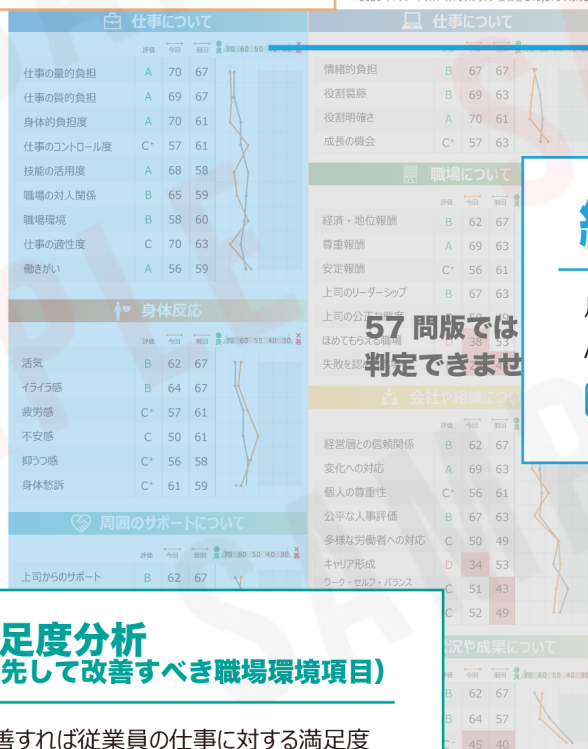 仕事について
評価 今回 前回 良 70 60 50 40 30 悪
仕事の量的負担 A 70 67
仕事の質的負担 A 69 67
身体的負担度 A 70 61
仕事のコントロール度 C⁺ 57 61
技能の活用度 A 68 58
職場の対人関係 B 65 59
職場環境 B 58 60
仕事の適性度 C 70 63
働きがい A 56 59
身体反応
評価 今回 前回 良 70 60 50 40 30 悪
活気 B 62 67
イライラ感 B 64 67
疲労感 C⁺ 57 61
不安感 C 50 61
抑うつ感 C⁺ 56 58
身体愁訴 C⁺ 61 59
周囲のサポートについて
評価 今回 前回 良 70 60 50 40 30 悪
上司からのサポート B 62 67
仕事について
情緒的負担 B 67 67
役割葛藤 B 69 63
役割明確さ A 70 61
成長の機会 C⁺ 57 63
職場について
評価 今回 前回 良
経済・地位報酬 B 62 67
尊重報酬 A 69 63
安定報酬 C⁺ 56 61
上司のリーダーシップ B 67 63
上司の公正な態度
ほめてもらえる職場 53
失敗を認
57 問版では
判定できませ
会社や組織につい
評価 今回 前回 良
経営層との信頼関係 B 62 67
変化への対応 A 69 63
個人の尊重性 C⁺ 56 61
公平な人事評価 B 67 63
多様な労働者への対応 C 50 49
キャリア形成 D 34 53
ワーク・セルフ・バランス
C 51 43
C 52 49
況や成果について
評価 今回 前回 良 70 60 50 40 30
B 62 67
B 64 57
C⁻ 45 40
足度分析
先して改善すべき職場環境項目）
善すれば従業員の仕事に対する満足度
SAMPLE